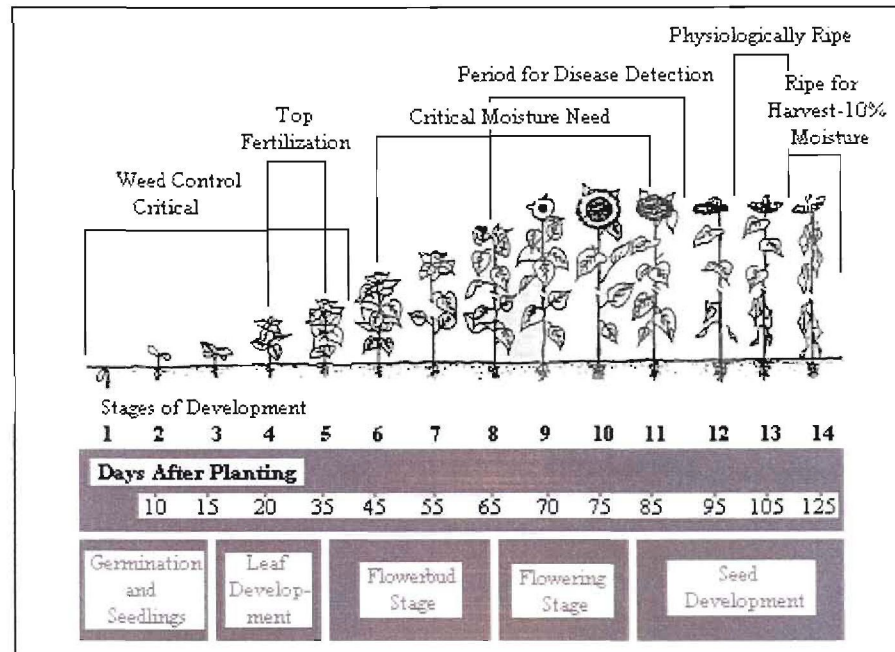 Physiologically Ripe
Period for Disease Detection
Ripe for
Harvest-10%
Moisture
Top
Fertilization
Critical Moisture Need
Weed Control
Critical
Stages of Development
1 2 3 4 5 6 7 8 9 10 11 12 13 14
Days After Planting
10 15 20 35 45 55 65 70 75 85 95 105 125
Germination
and
Seedlings
Leaf
Develop-
ment
Flowerbud
Stage
Flowering
Stage
Seed
Development